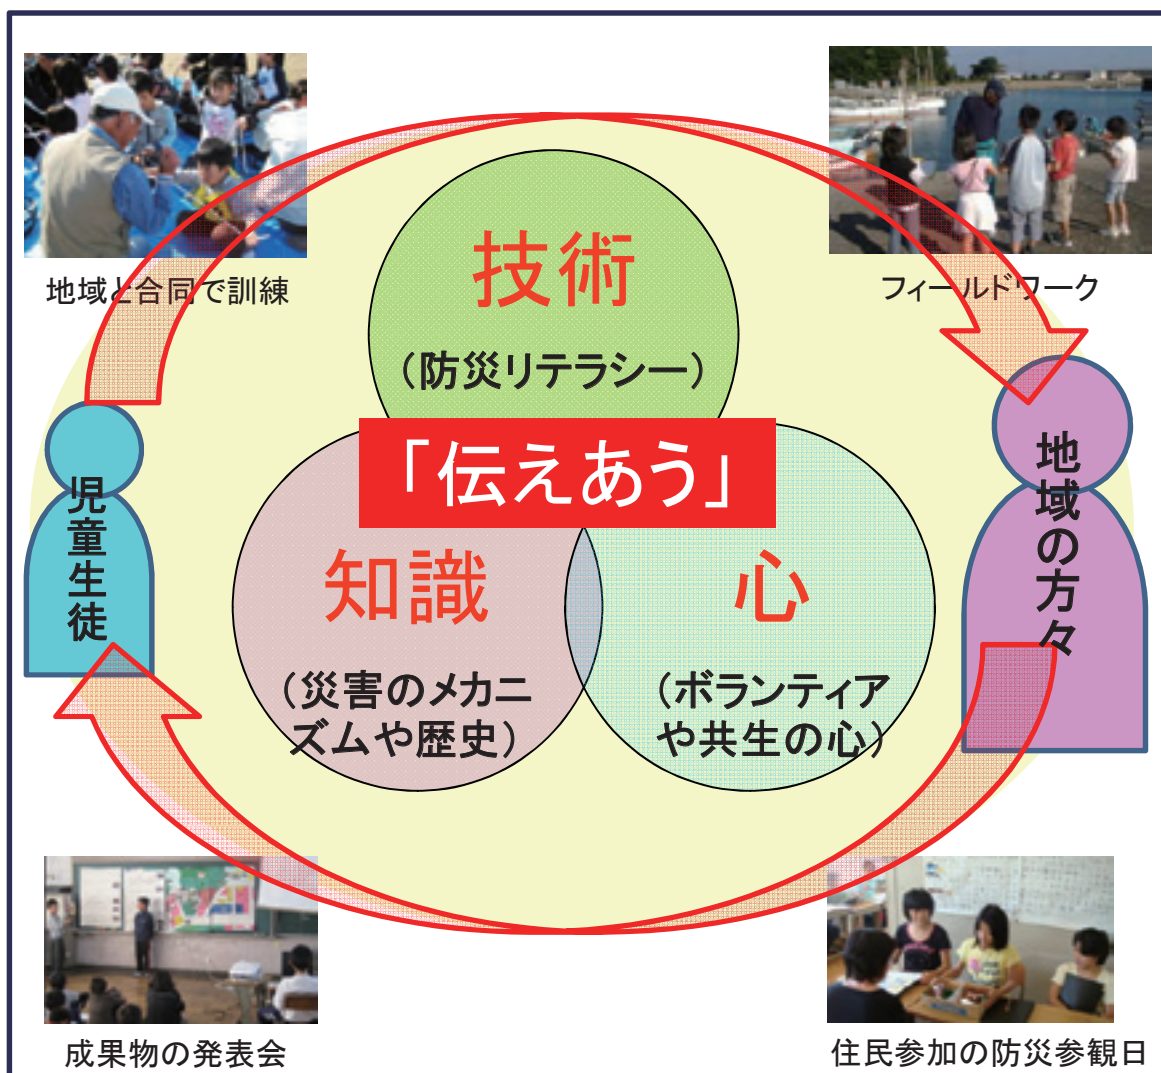 地域と合同で訓練
フィールドワーク
技術
（防災リテラシー）
「伝えあう」
児童生徒
地域の方々
知識
（災害のメカニ
ズムや歴史）
心
（ボランティア
や共生の心）
成果物の発表会
住民参加の防災参観日